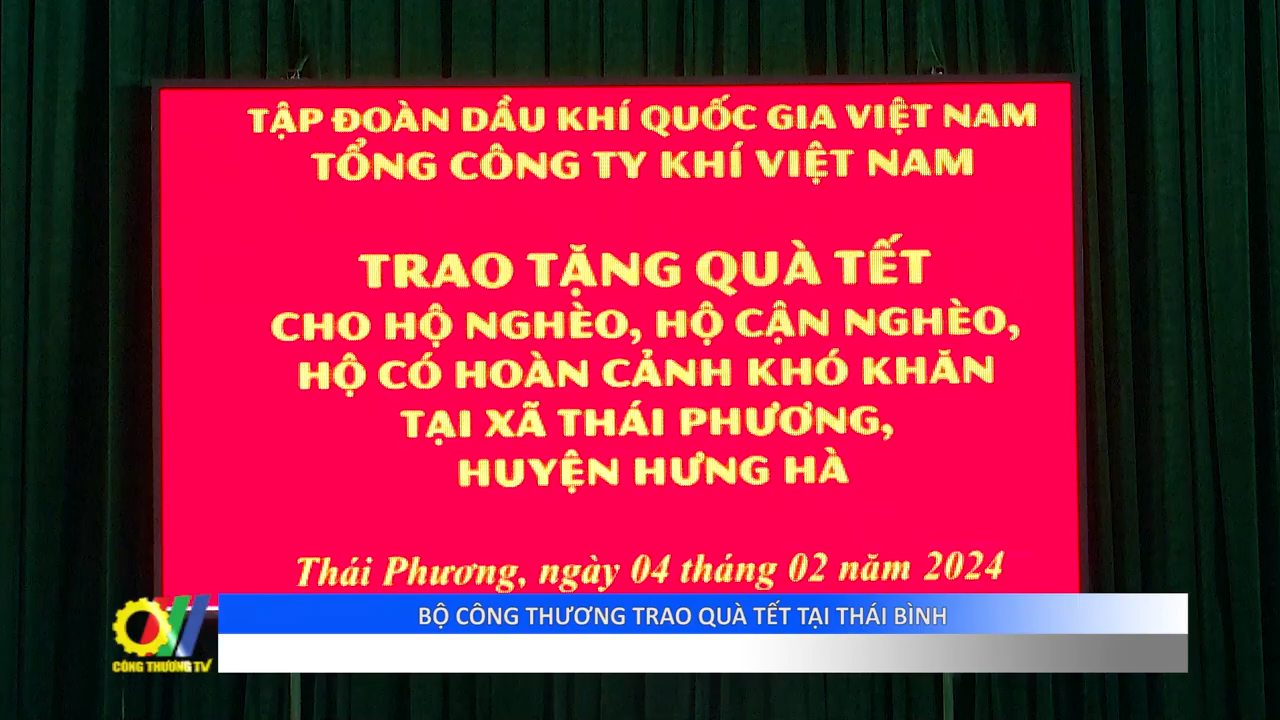 TẬP ĐOÀN DẦU KHÍ QUỐC GIA VIỆT NAM
TỔNG CÔNG TY KHÍ VIỆT NAM
TRAO TẶNG QUÀ TẾT
CHO HỘ NGHÈO, HỘ CẬN NGHÈO,
HỘ CÓ HOÀN CẢNH KHÓ KHĂN
TẠI XÃ THÁI PHƯƠNG,
HUYỆN HƯNG HÀ
Thái Phương, ngày 04 tháng 02 năm 2024
BỘ CÔNG THƯƠNG TRAO QUÀ TẾT TẠI THÁI BÌNH
CÔNG THƯƠNG TV